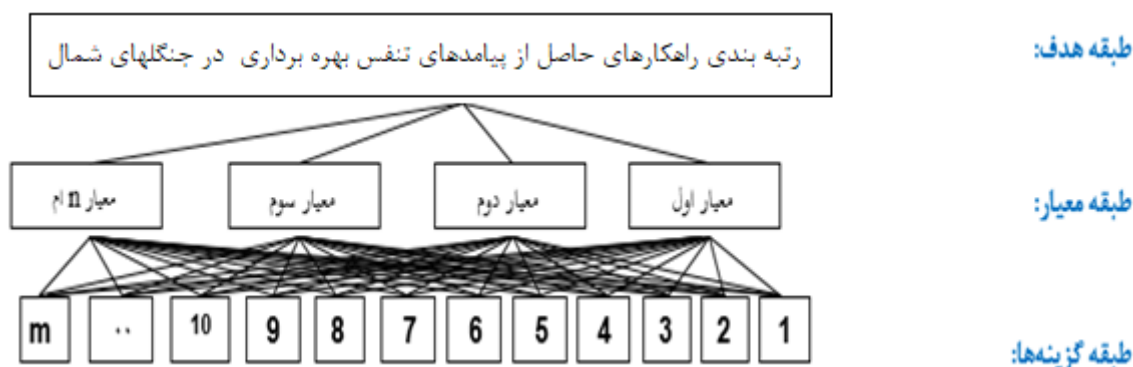 طبقه هدف:
رتبه بندی راهکارهای حاصل از پیامدهای تنفس بهره برداری در جنگلهای شمال
طبقه معیار:
معیار اول
معیار دوم
معیار سوم
معیار n ام
طبقه گزینه‌ها:
1
2
3
4
5
6
7
8
9
10
..
m